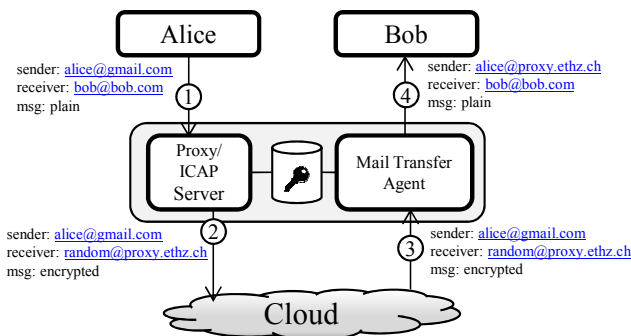 Alice
Bob
sender: alice@gmail.com
receiver: bob@bob.com
msg: plain
1
sender: alice@proxy.ethz.ch
receiver: bob@bob.com
msg: plain
4
Proxy/
ICAP
Server
Mail Transfer
Agent
sender: alice@gmail.com
receiver: random@proxy.ethz.ch
msg: encrypted
2
3
sender: alice@gmail.com
receiver: random@proxy.ethz.ch
msg: encrypted
Cloud